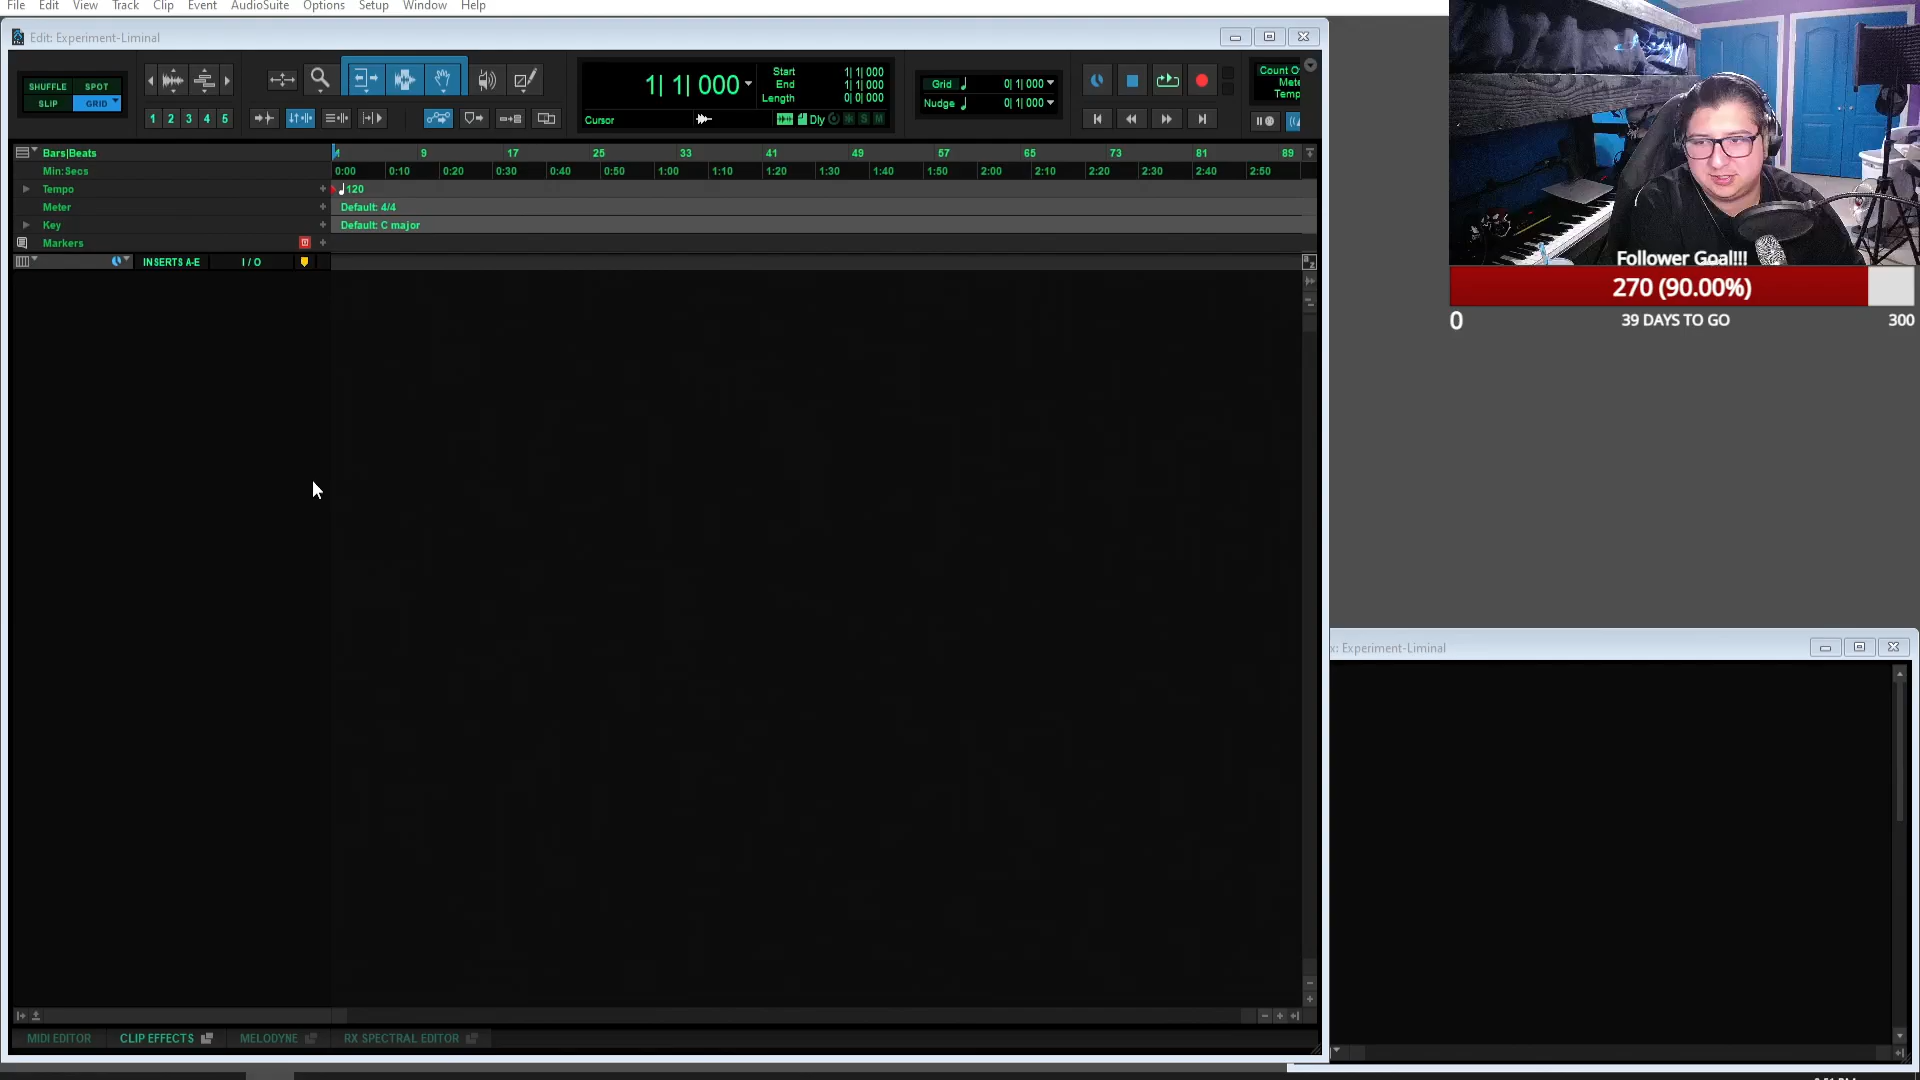 File Edit View Track Clip Event AudioSuite Options Setup Window Help
Edit: Experiment-Liminal
SHUFFLE SPOT
SLIP GRID
1 2 3 4 5
1| 1| 000
Start 1| 1| 000
End 1| 1| 000
Length 0| 0| 000
Cursor
Dly
S M
Grid 0| 1| 000
Nudge 0| 1| 000
Count O
Mete
Temp
Bars|Beats
9 17 25 33 41 49 57 65 73 81 89
Min:Secs
0:00 0:10 0:20 0:30 0:40 0:50 1:00 1:10 1:20 1:30 1:40 1:50 2:00 2:10 2:20 2:30 2:40 2:50
Tempo
120
Meter
Default: 4/4
Key
Default: C major
Markers
INSERTS A-E
I / O
MIDI EDITOR
CLIP EFFECTS
MELODYNE
RX SPECTRAL EDITOR
Follower Goal!!!
270 (90.00%)
0 39 DAYS TO GO 300
x: Experiment-Liminal